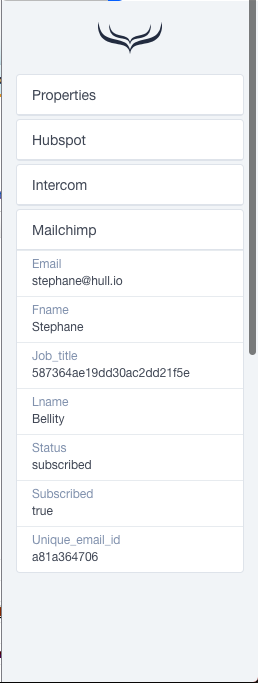 Properties
Hubspot
Intercom
Mailchimp
Email
stephane@hull.io
Fname
Stephane
Job_title
587364ae19dd30ac2dd21f5e
Lname
Bellity
Status
subscribed
Subscribed
true
Unique_email_id
a81a364706